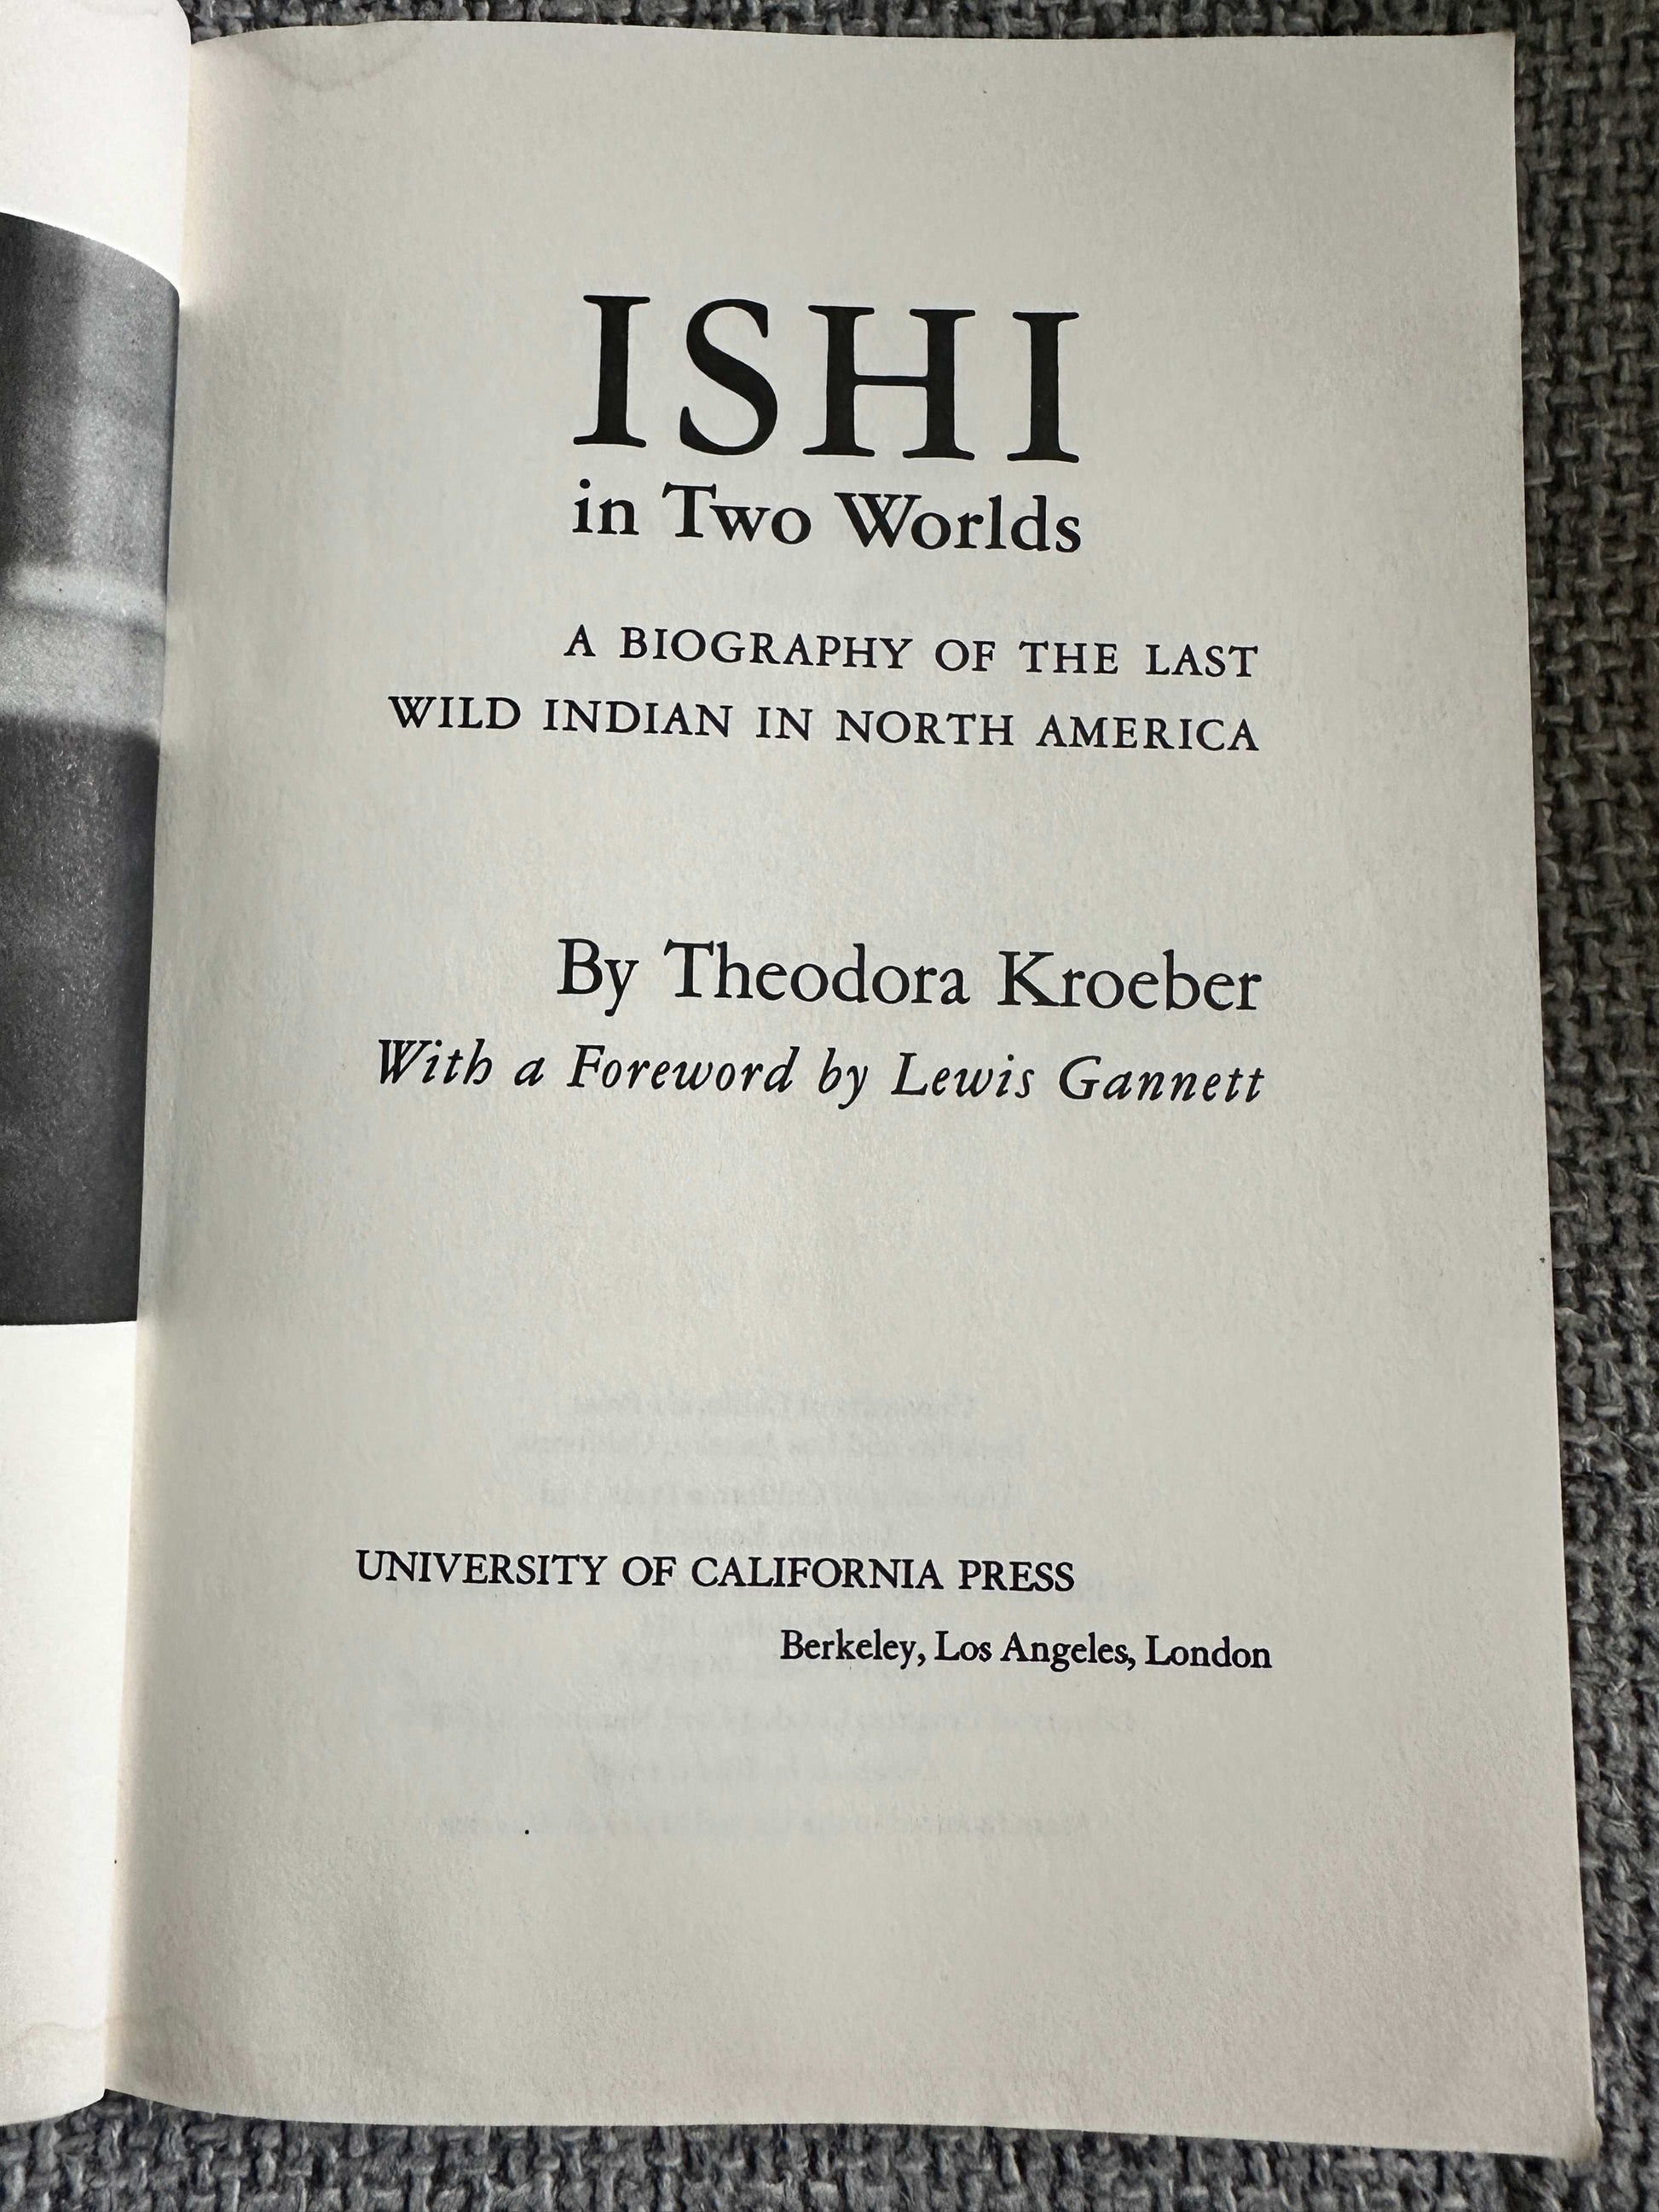 ISHI
in Two Worlds
A BIOGRAPHY OF THE LAST
WILD INDIAN IN NORTH AMERICA
By Theodora Kroeber
With a Foreword by Lewis Gannett
UNIVERSITY OF CALIFORNIA PRESS
Berkeley, Los Angeles, London